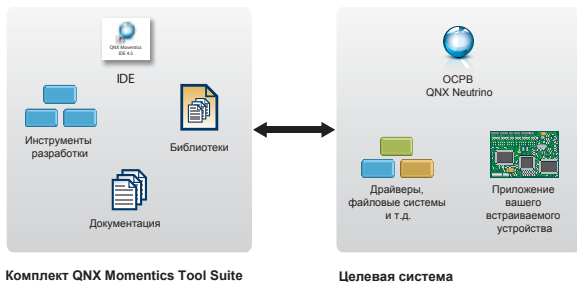 QNX Momentics
IDE 4.5
IDE
Инструменты
разработки
Библиотеки
Документация
Комплект QNX Momentics Tool Suite
ОСРВ
QNX Neutrino
Драйверы,
файловые системы
и т.д.
Приложение
вашего
встраиваемого
устройства
Целевая система